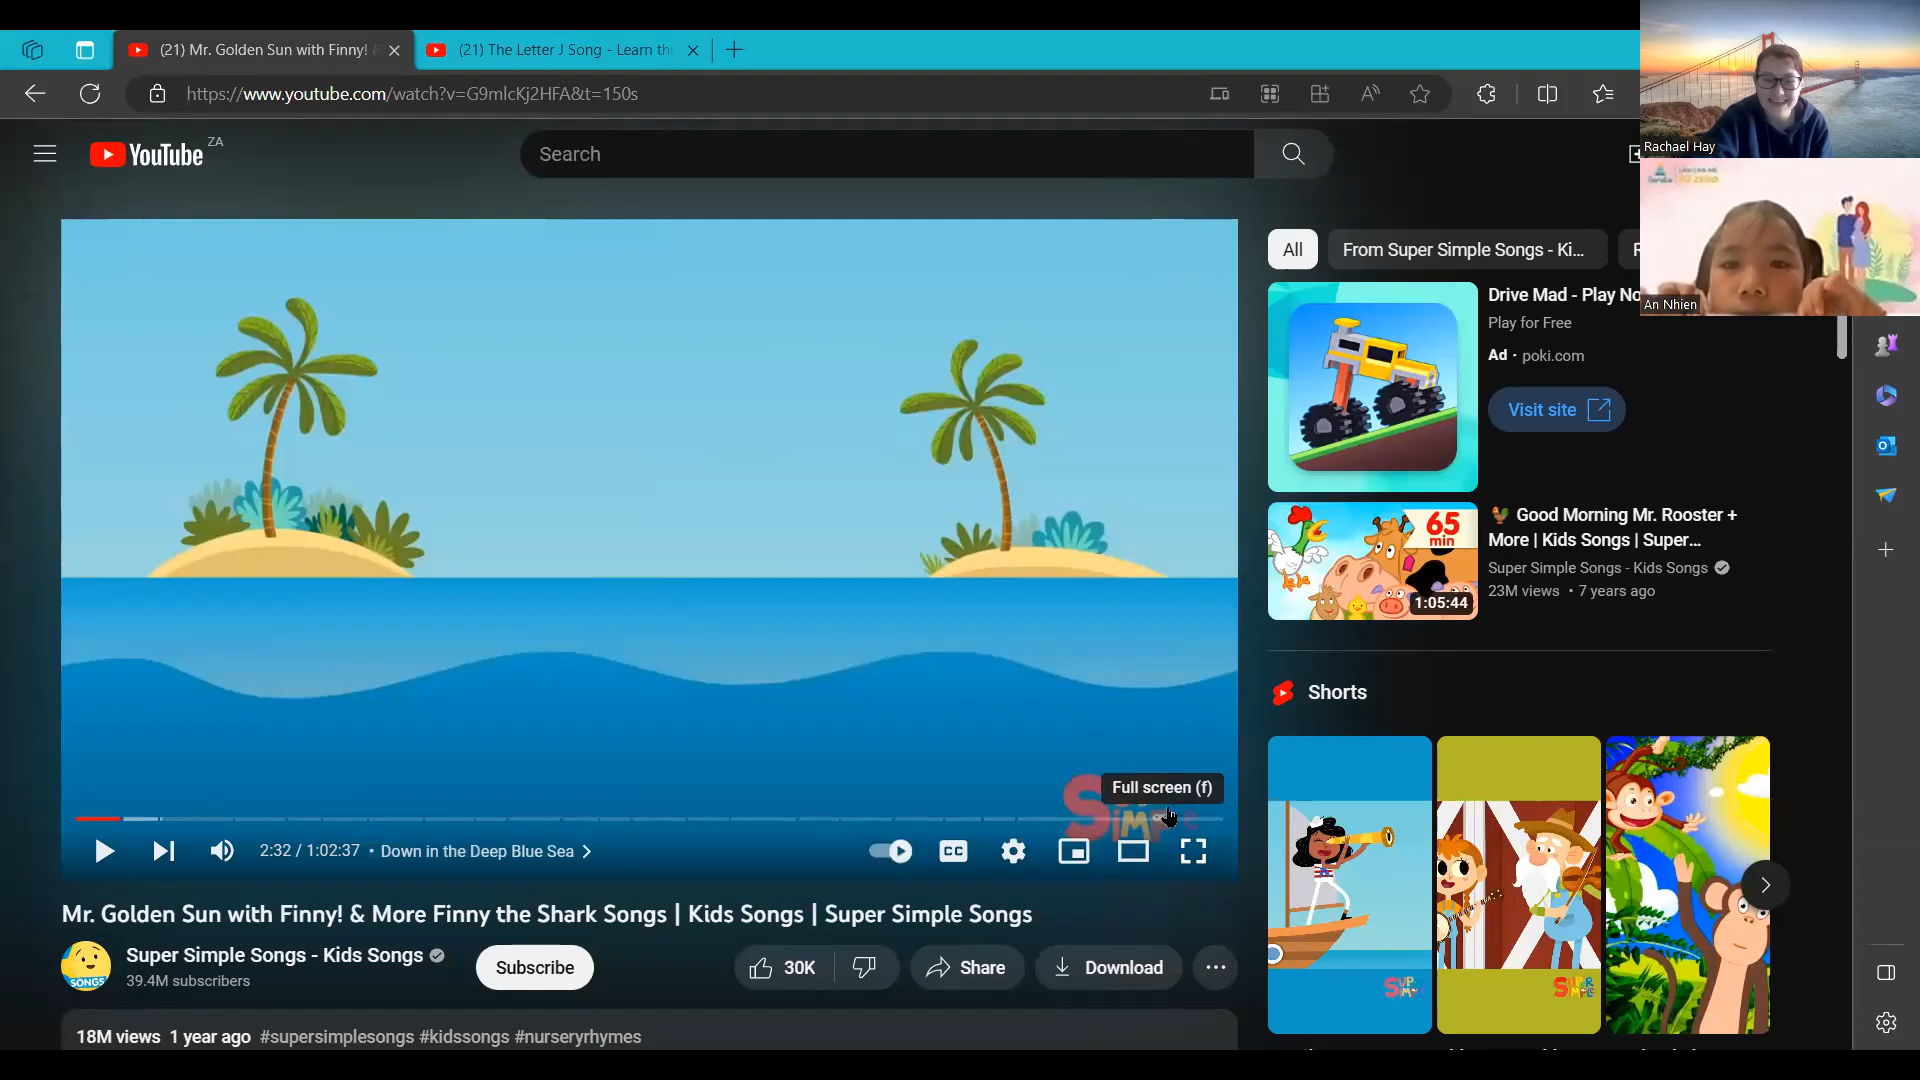 (21) Mr. Golden Sun with Finny! &
(21) The Letter J Song - Learn the
https://www.youtube.com/watch?v=G9mlcKj2HFA&t=150s
YouTube ZA
Search
Rachael Hay
An Nhien
All
From Super Simple Songs - Ki...
Drive Mad - Play No
Play for Free
Ad · poki.com
Visit site
65
min
1:05:44
🐓 Good Morning Mr. Rooster +
More | Kids Songs | Super...
Super Simple Songs - Kids Songs
23M views • 7 years ago
Shorts
Full screen (f)
2:32 / 1:02:37 • Down in the Deep Blue Sea
CC
Mr. Golden Sun with Finny! & More Finny the Shark Songs | Kids Songs | Super Simple Songs
SONGS
Super Simple Songs - Kids Songs
39.4M subscribers
Subscribe
30K
Share
Download
18M views 1 year ago #supersimplesongs #kidssongs #nurseryrhymes